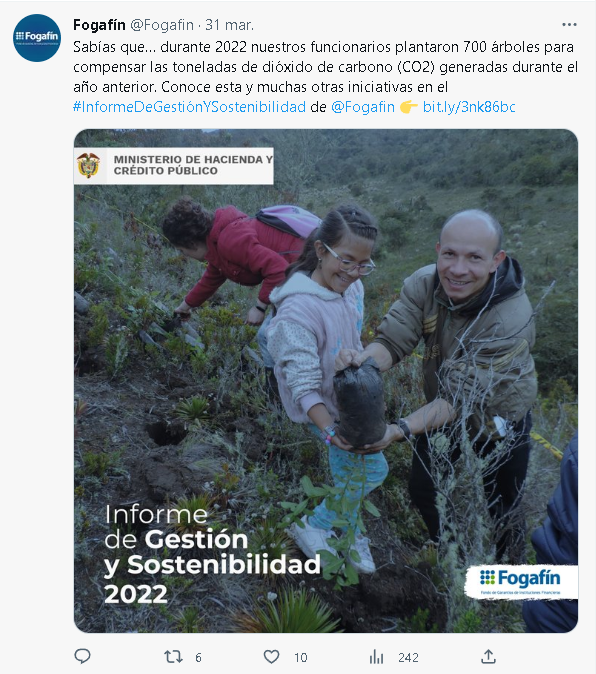 Fogafín @Fogafin · 31 mar.
Sabías que... durante 2022 nuestros funcionarios plantaron 700 árboles para
compensar las toneladas de dióxido de carbono (CO2) generadas durante el
año anterior. Conoce esta y muchas otras iniciativas en el
#InformeDeGestiónYSostenibilidad de @Fogafin 👉 bit.ly/3nk86bc
Fogafín
MINISTERIO DE HACIENDA Y
CRÉDITO PÚBLICO
Informe
de Gestión
y Sostenibilidad
2022
Fogafín
Fondo de Garantías de Instituciones Financieras
6
10
242